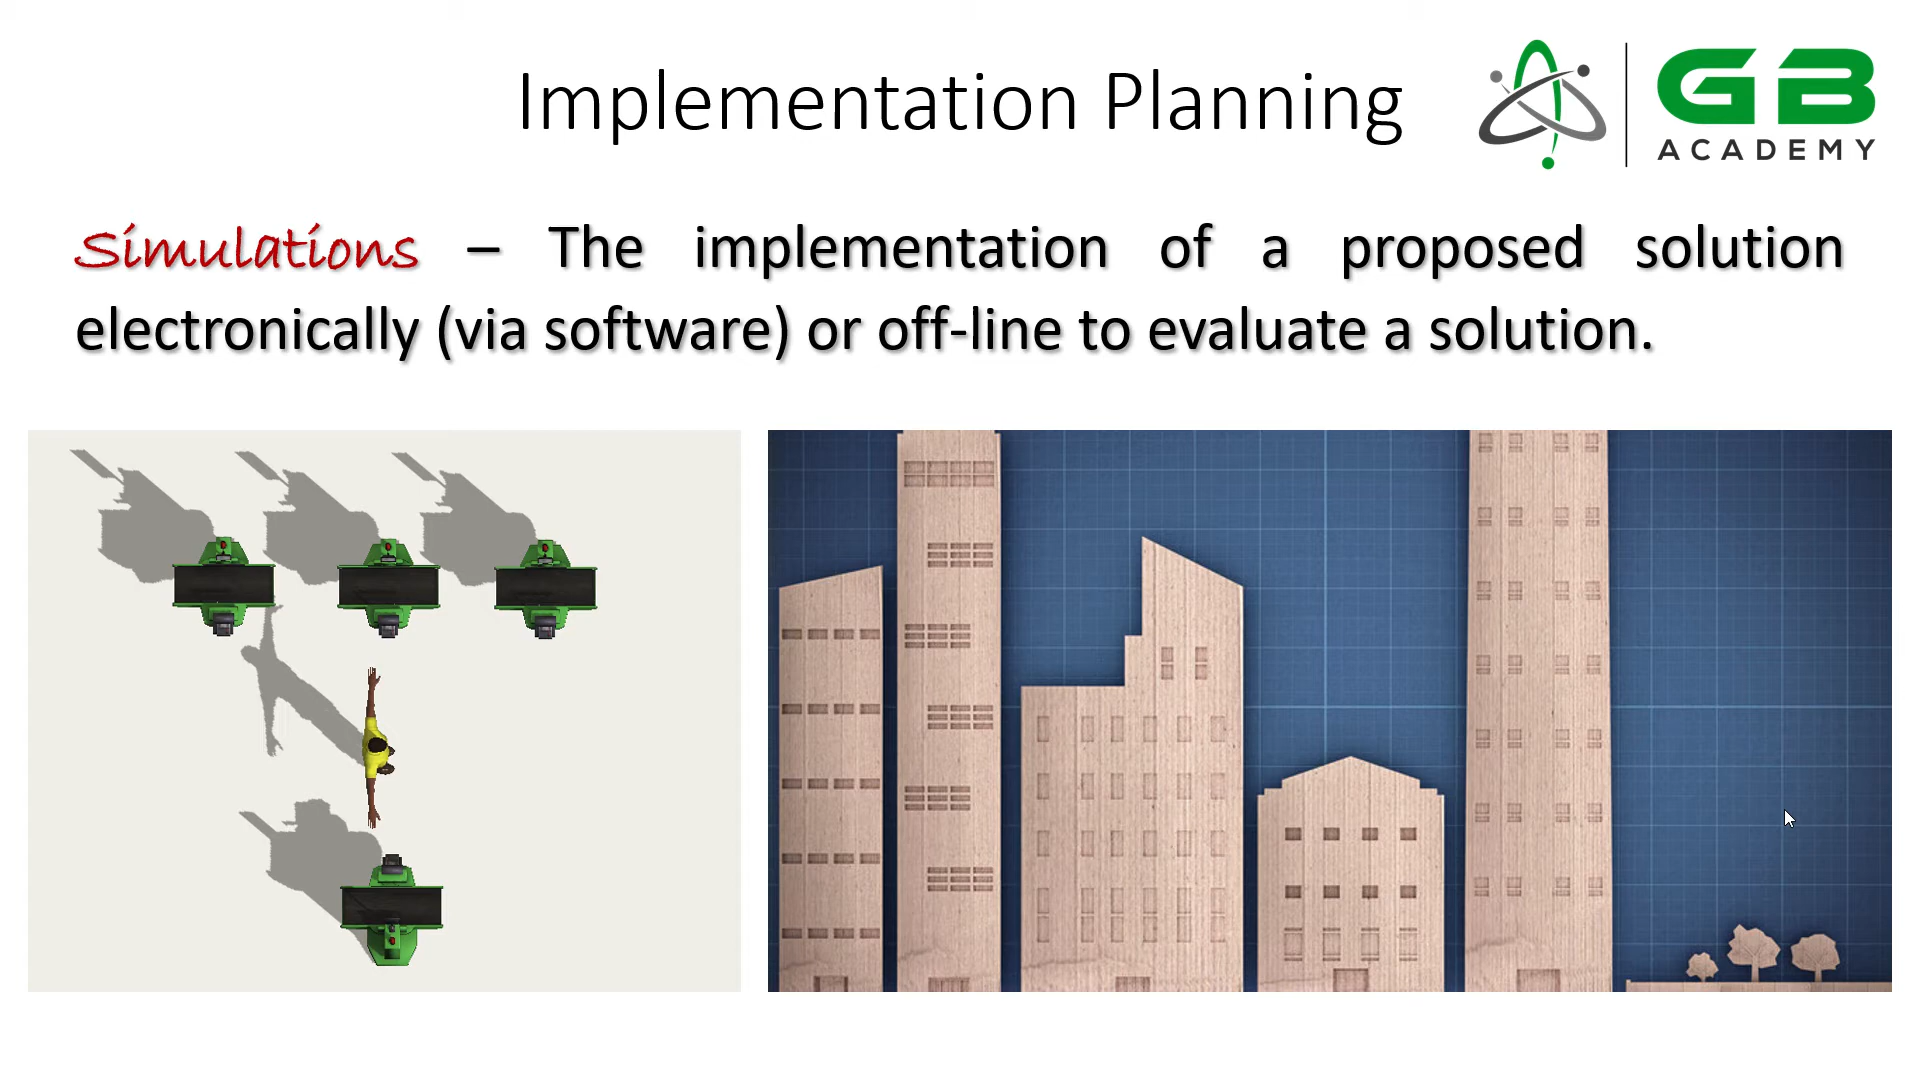 Implementation Planning
GB
ACADEMY
Simulations – The implementation of a proposed solution
electronically (via software) or off-line to evaluate a solution.